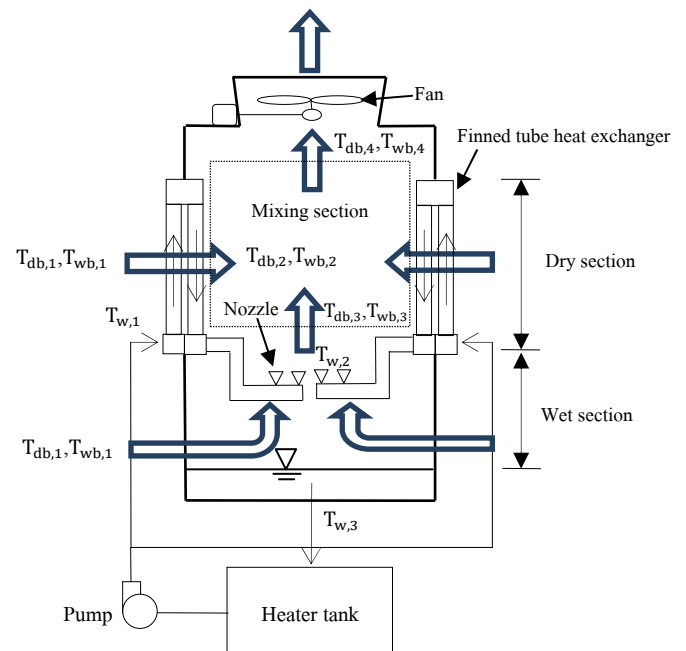 Fan
T_db,4,T_wb,4
Finned tube heat exchanger
Mixing section
T_db,1,T_wb,1
T_db,2,T_wb,2
Dry section
Nozzle
T_db,3,T_wb,3
T_w,1
T_w,2
Wet section
T_db,1,T_wb,1
T_w,3
Pump
Heater tank